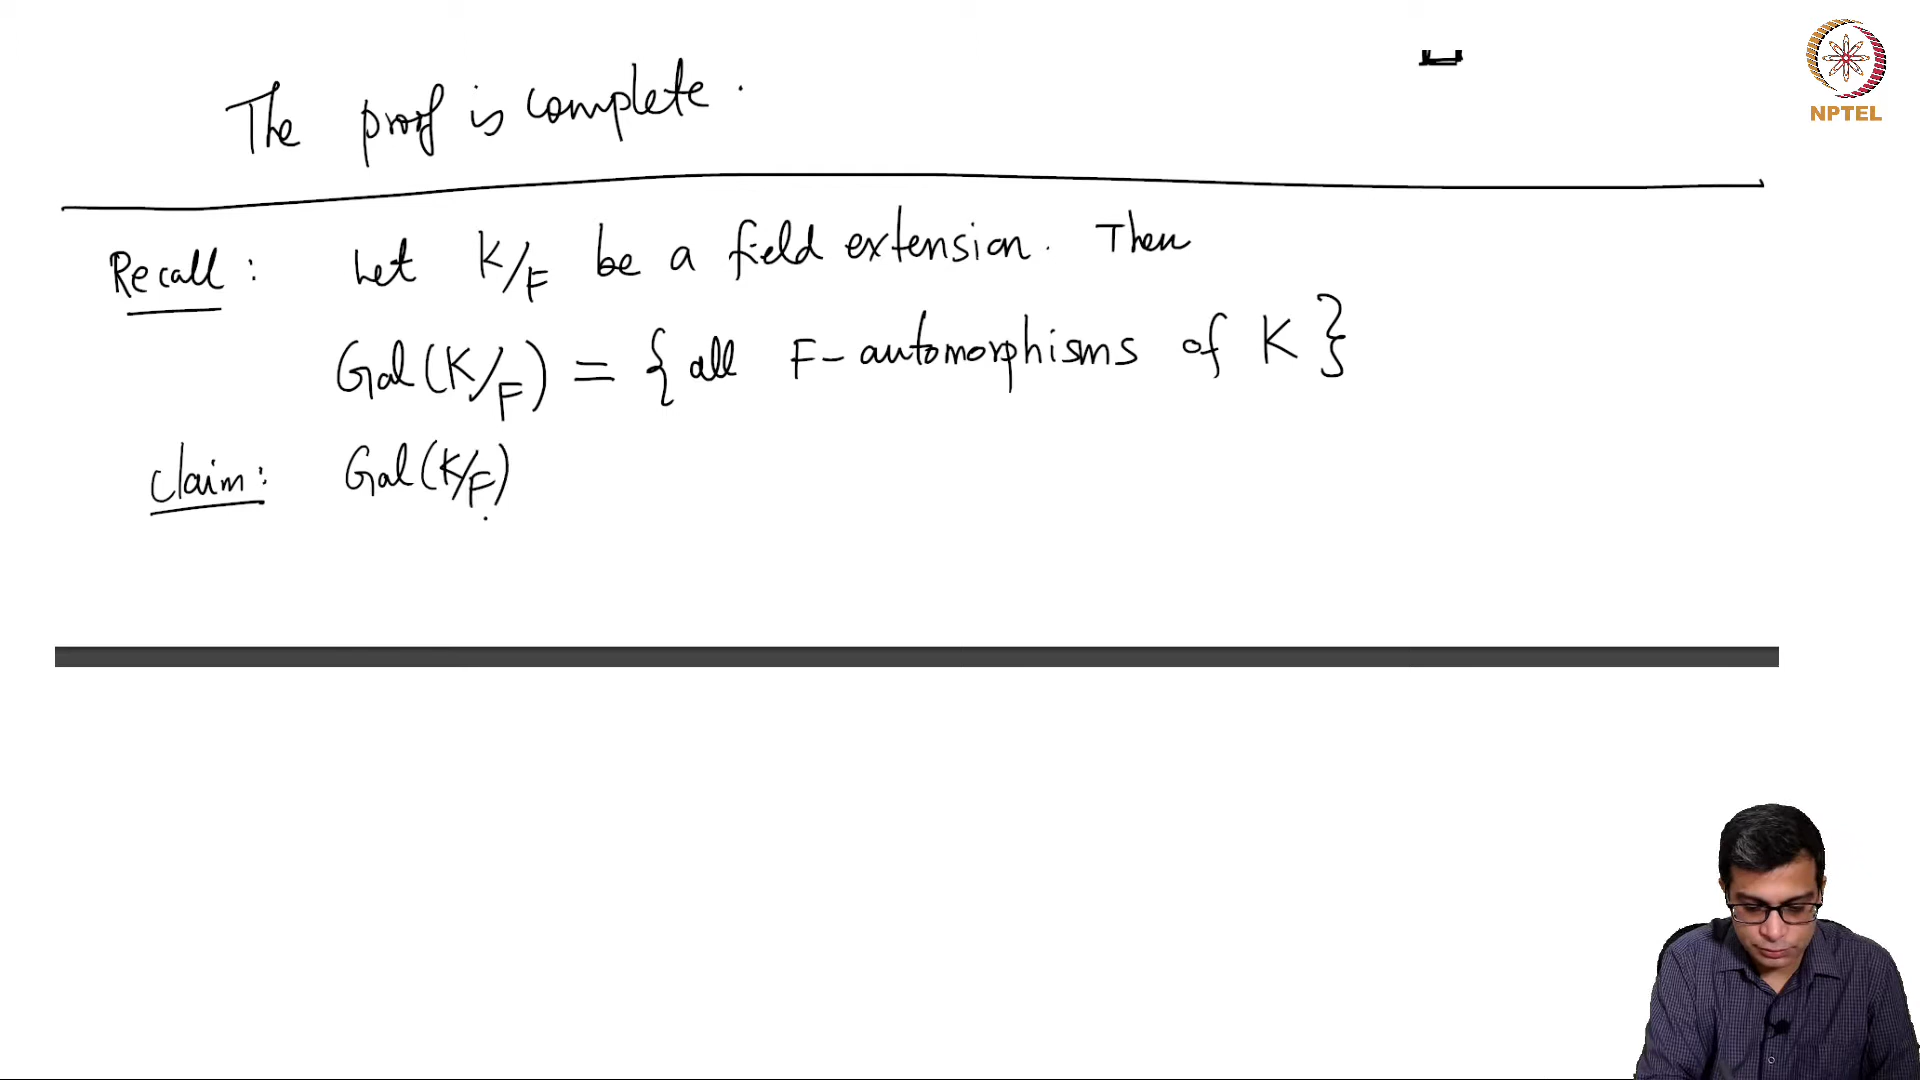 The proof is complete.
NPTEL
Recall: Let K/F be a field extension. Then
Gal(K/F) = {all F-automorphisms of K}
Claim: Gal(K/F)